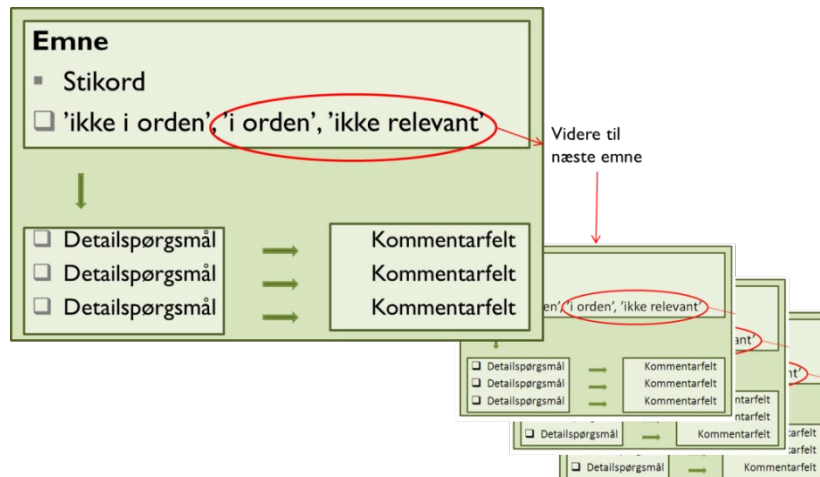 Emne
Stikord
'ikke i orden', 'i orden', 'ikke relevant'
Videre til
næste emne
Detailspørgsmål
Kommentarfelt
Detailspørgsmål
Kommentarfelt
Detailspørgsmål
Kommentarfelt
'i orden', 'ikke relevant'
Detailspørgsmål
Kommentarfelt
Detailspørgsmål
Kommentarfelt
Detailspørgsmål
Kommentarfelt
Detailspørgsmål
Kommentarfelt
Detailspørgsmål
Kommentarfelt